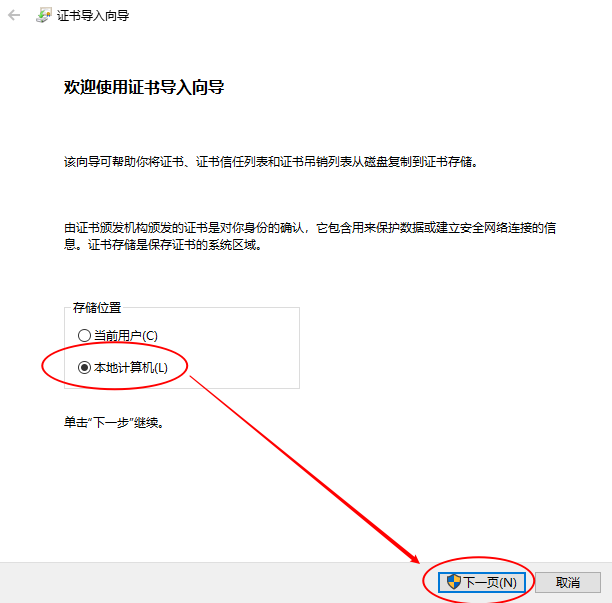 证书导入向导
欢迎使用证书导入向导
该向导可帮助你将证书、证书信任列表和证书吊销列表从磁盘复制到证书存储。
由证书颁发机构颁发的证书是对你身份的确认，它包含用来保护数据或建立安全网络连接的信
息。证书存储是保存证书的系统区域。
存储位置
当前用户(C)
本地计算机(L)
单击“下一步”继续。
下一页(N)
取消